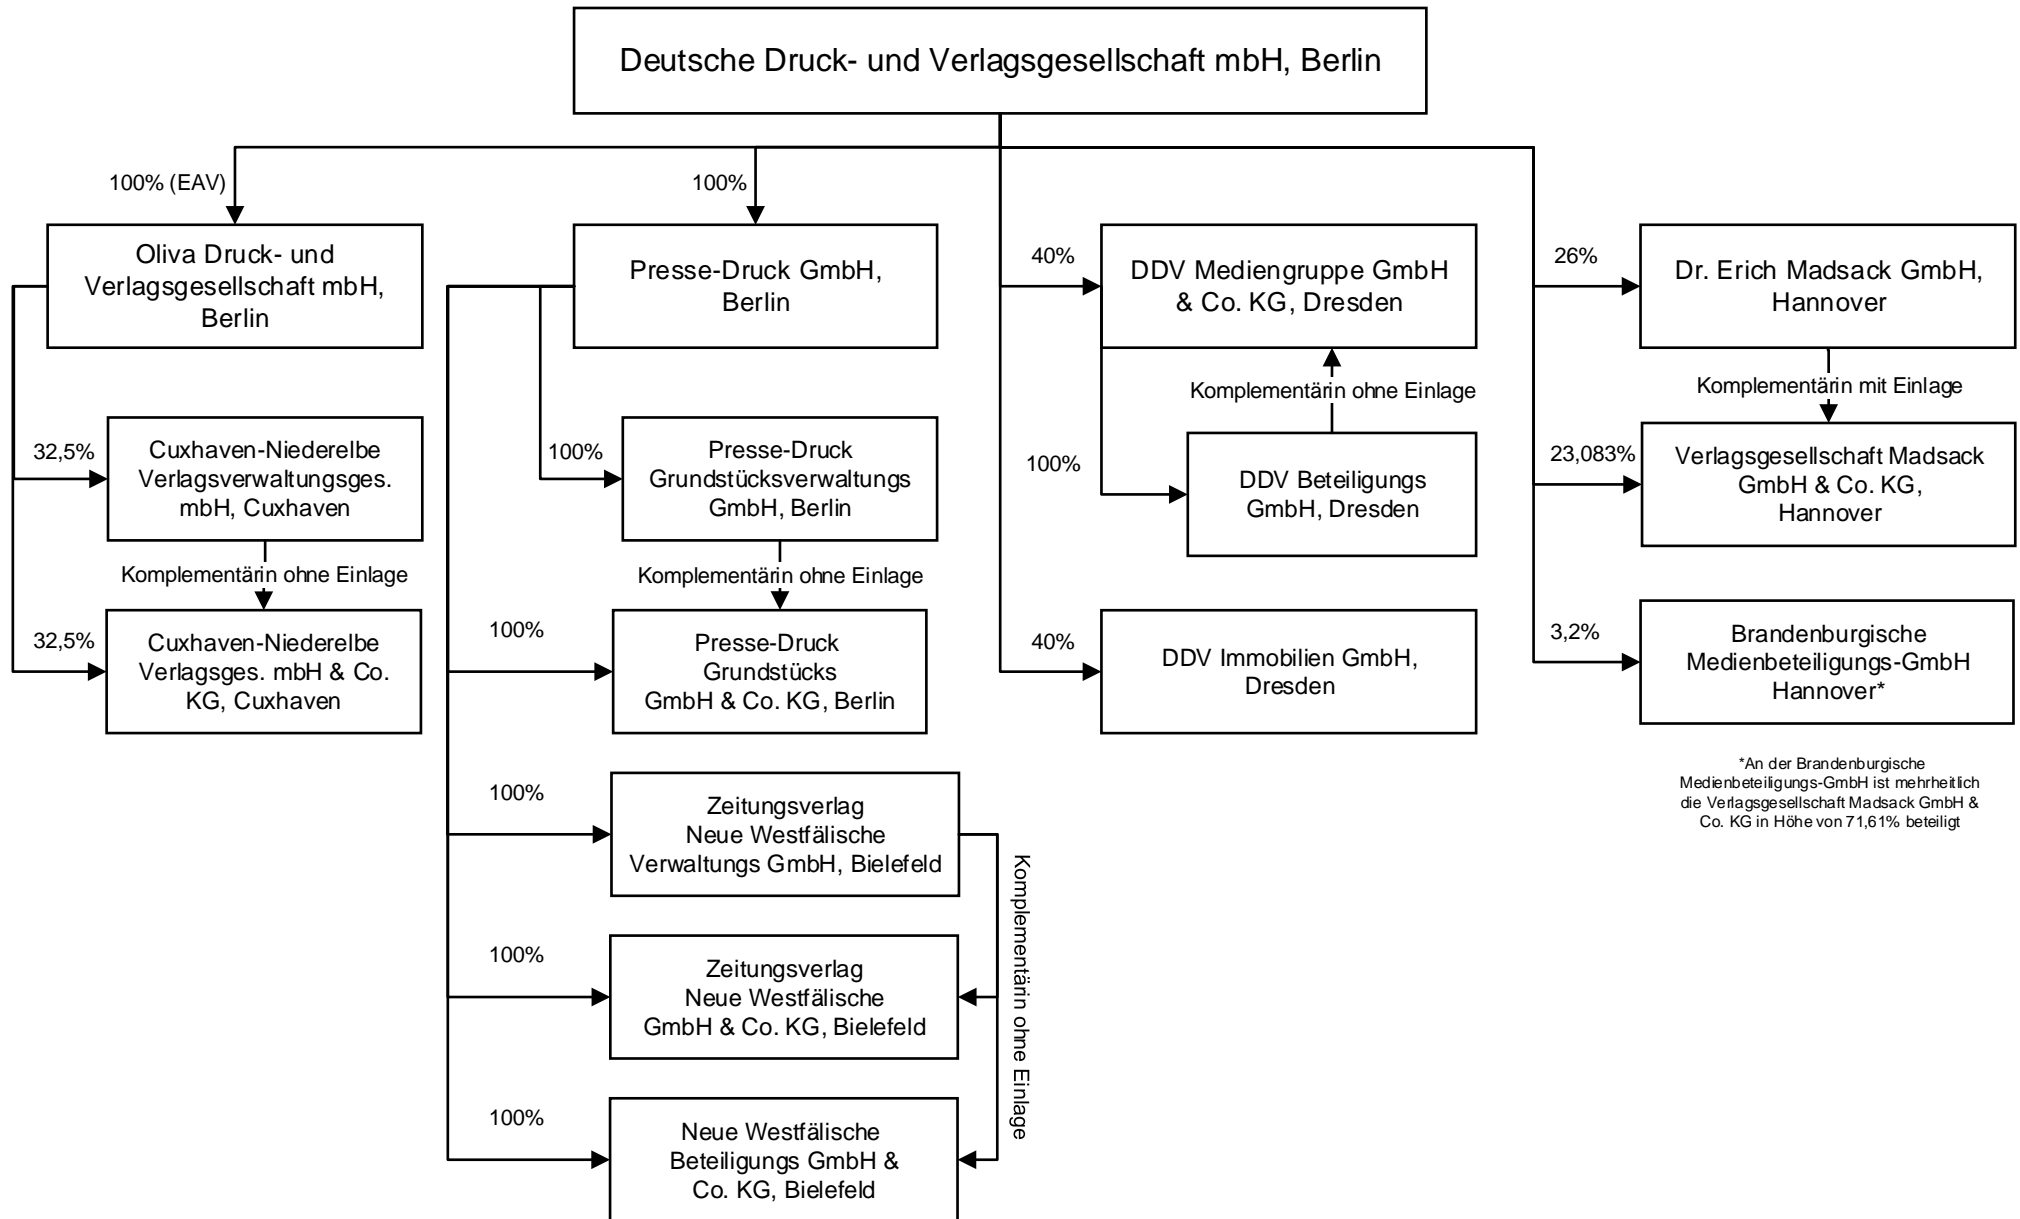 Deutsche Druck- und Verlagsgesellschaft mbH, Berlin
100% (EAV)
Oliva Druck- und
Verlagsgesellschaft mbH,
Berlin
32,5%
Cuxhaven-Niederelbe
Verlagsverwaltungsges.
mbH, Cuxhaven
Komplementärin ohne Einlage
32,5%
Cuxhaven-Niederelbe
Verlagsges. mbH & Co.
KG, Cuxhaven
100%
Presse-Druck GmbH,
Berlin
100%
Presse-Druck
Grundstücksverwaltungs
GmbH, Berlin
Komplementärin ohne Einlage
100%
Presse-Druck
Grundstücks
GmbH & Co. KG, Berlin
100%
Zeitungsverlag
Neue Westfälische
Verwaltungs GmbH, Bielefeld
100%
Zeitungsverlag
Neue Westfälische
GmbH & Co. KG, Bielefeld
100%
Neue Westfälische
Beteiligungs GmbH &
Co. KG, Bielefeld
Komplementärin ohne Einlage
40%
DDV Mediengruppe GmbH
& Co. KG, Dresden
Komplementärin ohne Einlage
100%
DDV Beteiligungs
GmbH, Dresden
40%
DDV Immobilien GmbH,
Dresden
26%
Dr. Erich Madsack GmbH,
Hannover
Komplementärin mit Einlage
23,083%
Verlagsgesellschaft Madsack
GmbH & Co. KG,
Hannover
3,2%
Brandenburgische
Medienbeteiligungs-GmbH
Hannover*
*An der Brandenburgische
Medienbeteiligungs-GmbH ist mehrheitlich
die Verlagsgesellschaft Madsack GmbH &
Co. KG in Höhe von 71,61% beteiligt